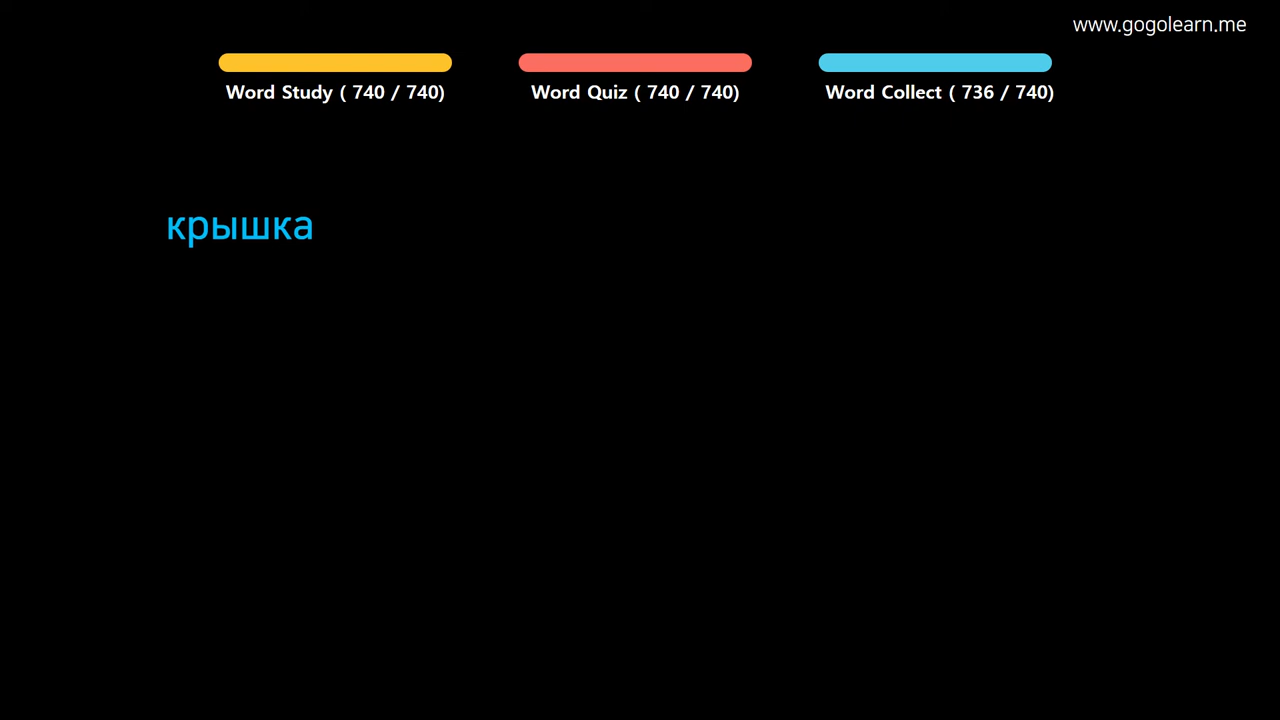 www.gogolearn.me
Word Study ( 740 / 740)
Word Quiz ( 740 / 740)
Word Collect ( 736 / 740)
крышка